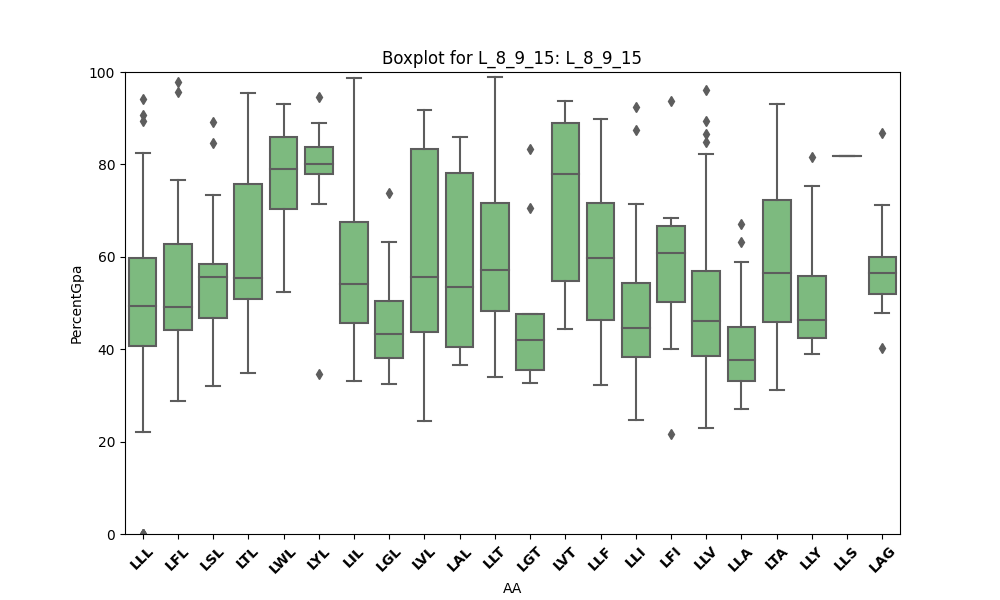 Boxplot for L_8_9_15: L_8_9_15
100
80
60
40
20
0
PercentGpa
LLL LFL LSL LTL LWL LYL LIL LGL LVL LAL LLT LGT LVT LLF LLI LFI LLV LLA LTA LLY LLS LAG
AA